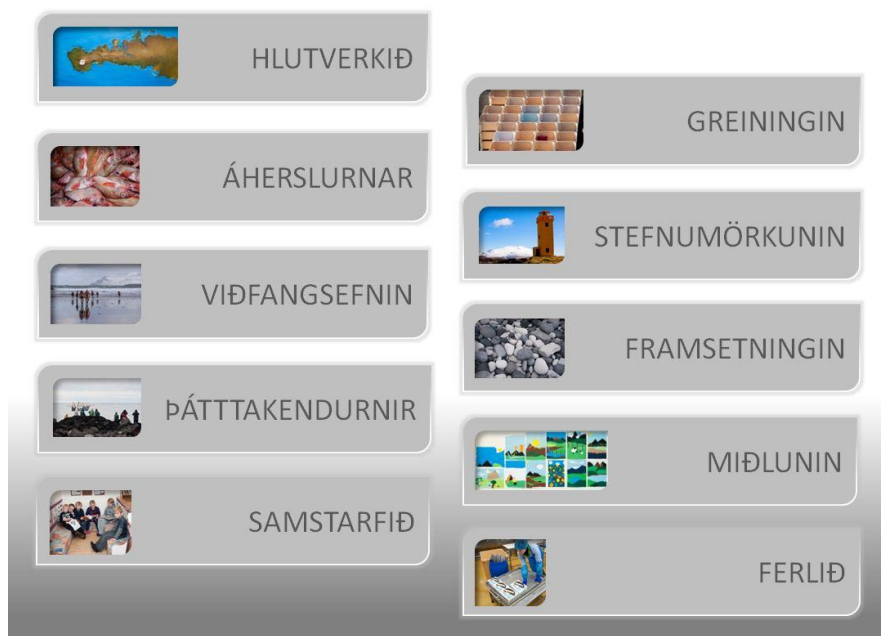 HLUTVERKIÐ
ÁHERSLURNAR
VIÐFANGSEFNIN
ÞÁTTTAKENDURNIR
SAMSTARFIÐ
GREININGIN
STEFNUMÖRKUNIN
FRAMSETNINGIN
MIÐLUNIN
FERLIÐ